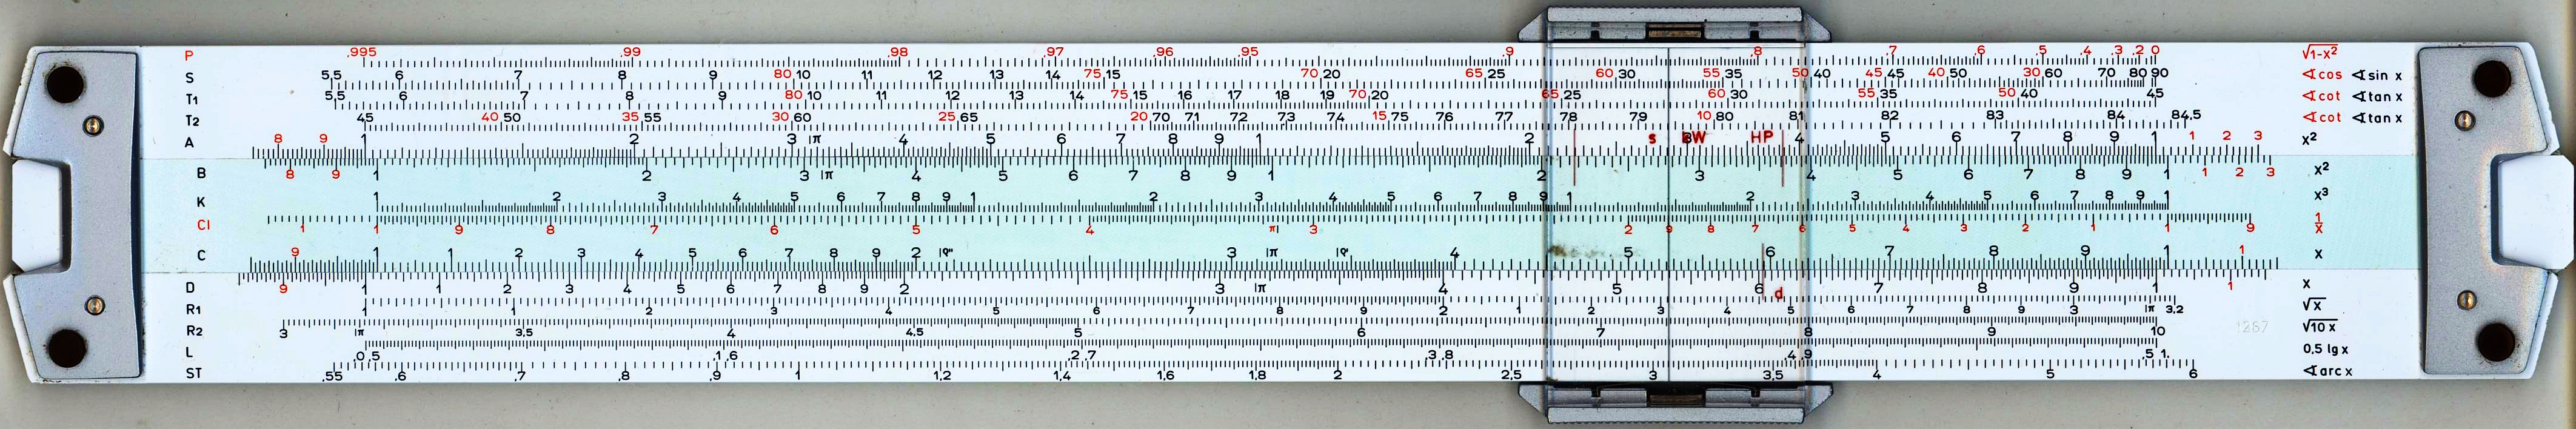 P .995 .99 .98 .97 .96 .95 .9 .8 .7 .6 .5 .4 .3 .2 0 √1-x²
S 5,5 6 7 8 9 80 10 11 12 13 14 75 15 70 20 65 25 60 30 55 35 50 40 45 45 40 50 30 60 70 80 90 ∢cos ∢sin x
T1 5,5 6 7 8 9 80 10 11 12 13 14 75 15 16 17 18 19 70 20 65 25 60 30 55 35 50 40 45 ∢cot ∢tan x
T2 45 40 50 35 55 30 60 25 65 20 70 71 72 73 74 15 75 76 77 78 79 10 80 81 82 83 84 84,5 ∢cot ∢tan x
A 8 9 1 2 3 π 4 5 6 7 8 9 1 2 s 3 HP 4 5 6 7 8 9 1 1 2 3 x²
B 8 9 1 2 3 π 4 5 6 7 8 9 1 2 3 4 5 6 7 8 9 1 1 2 3 x²
K 1 2 3 4 5 6 7 8 9 1 2 3 4 5 6 7 8 9 1 2 3 4 5 6 7 8 9 1 x³
CI 1 1 9 8 7 6 5 4 π 3 2 9 8 7 6 5 4 3 2 1 1 9 1/x
C 9 1 1 2 3 4 5 6 7 8 9 2 ϱ" 3 π ϱ' 4 5 6 7 8 9 1 1 x
D 9 1 1 2 3 4 5 6 7 8 9 2 3 π 4 5 6 d 7 8 9 1 1 x
R1 1 1 2 3 4 5 6 7 8 9 2 1 2 3 4 5 6 7 8 9 3 π 3,2 √x
R2 3 π 3,5 4 4,5 5 6 7 8 9 10 √10 x
L ,0 ,5 ,1 ,6 ,2 ,7 ,3 ,8 ,4 ,9 ,5 1, 0,5 lg x
ST ,55 ,6 ,7 ,8 ,9 1 1,2 1,4 1,6 1,8 2 2,5 3 3,5 4 5 6 ∢arc x